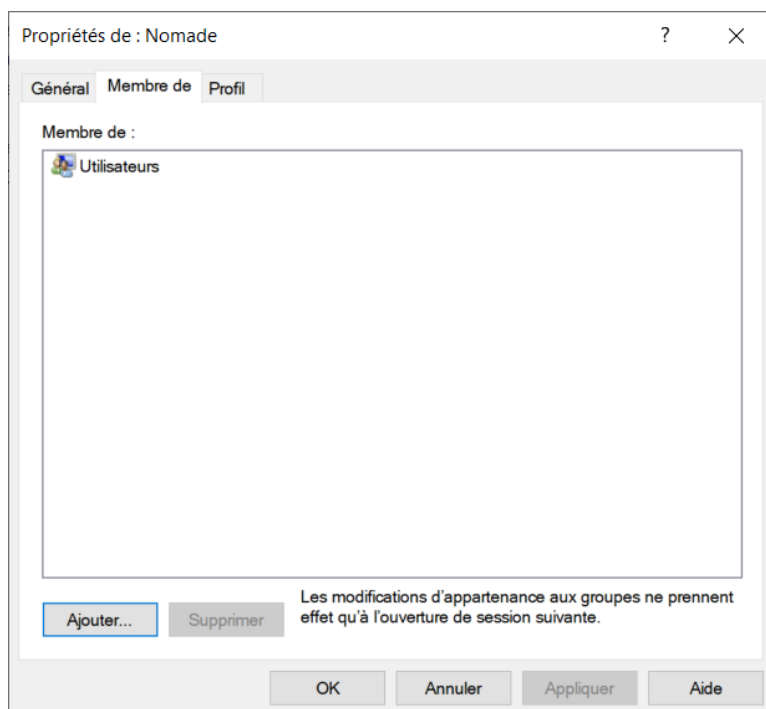 Propriétés de : Nomade ?
Général Membre de Profil
Membre de :
Utilisateurs
Ajouter... Supprimer
Les modifications d'appartenance aux groupes ne prennent
effet qu'à l'ouverture de session suivante.
OK Annuler Appliquer Aide